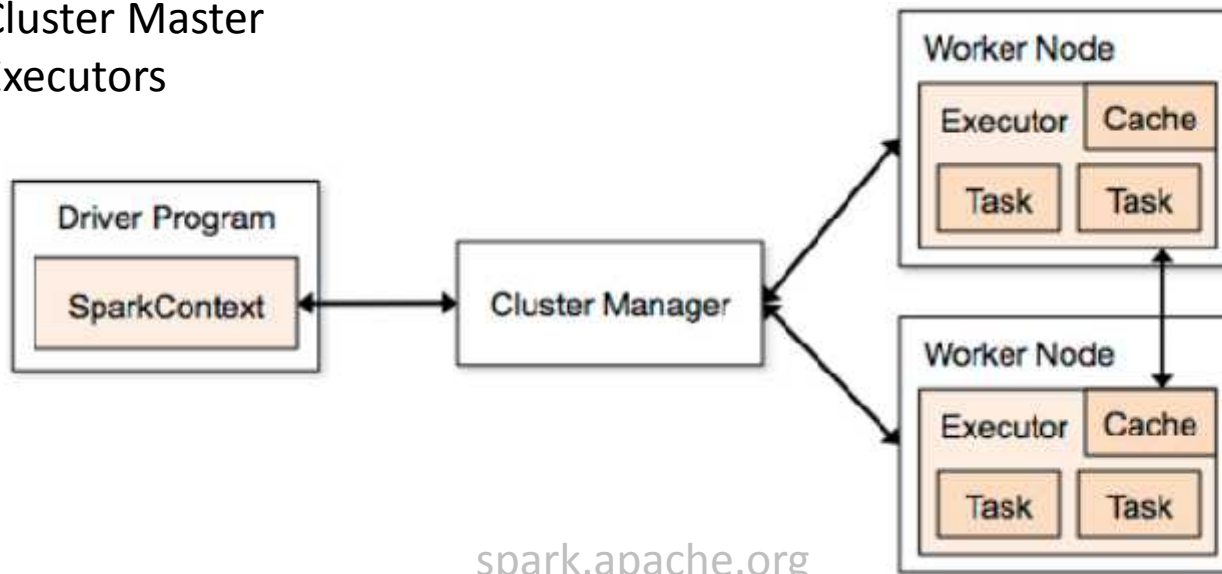 Cluster Master
Executors
Worker Node
Executor
Cache
Task
Task
Driver Program
SparkContext
Cluster Manager
Worker Node
Executor
Cache
Task
Task
spark.apache.org